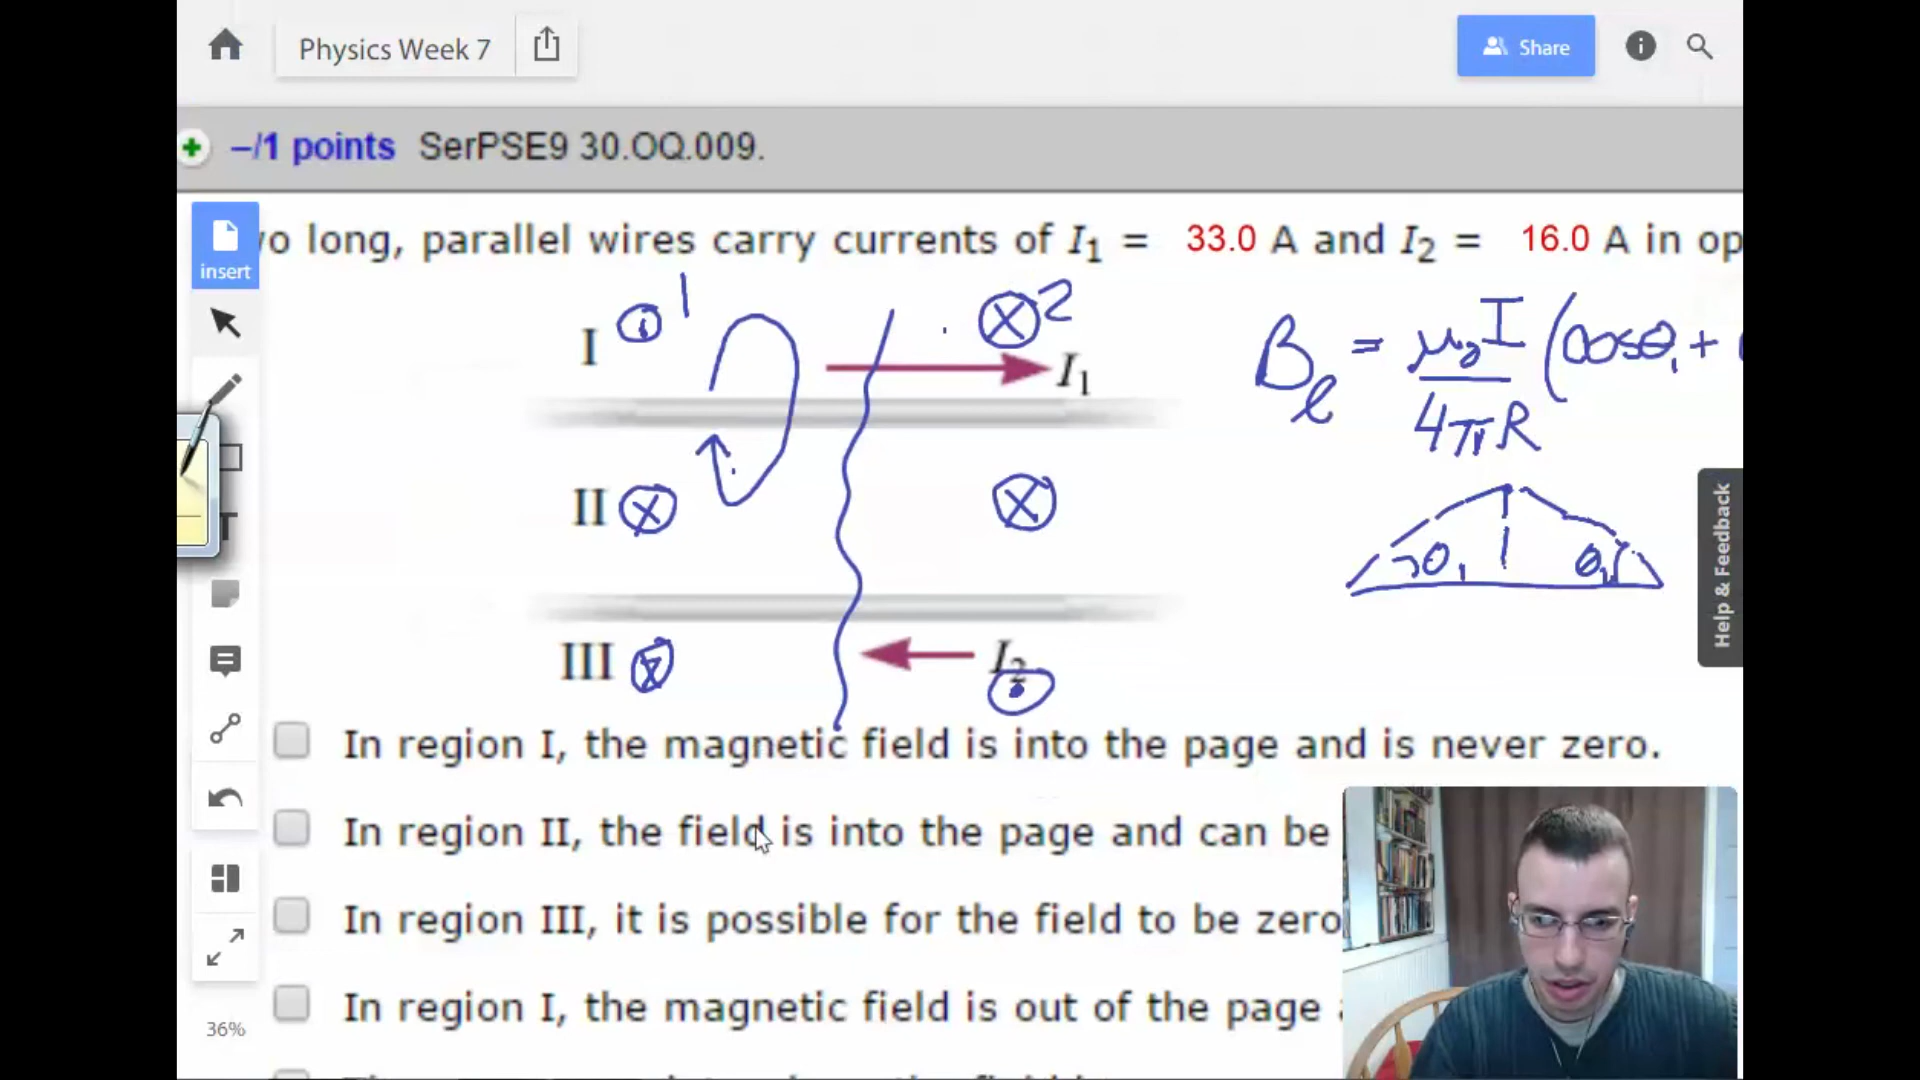 Physics Week 7
Share
–/1 points SerPSE9 30.OQ.009.
insert
o long, parallel wires carry currents of I1 = 33.0 A and I2 = 16.0 A in op
I 1
2
I1
B = μ0 I (cosθ1 +
4πR
II
θ1
III
I2
Help & Feedback
In region I, the magnetic field is into the page and is never zero.
In region II, the field is into the page and can be
In region III, it is possible for the field to be zero
In region I, the magnetic field is out of the page
36%